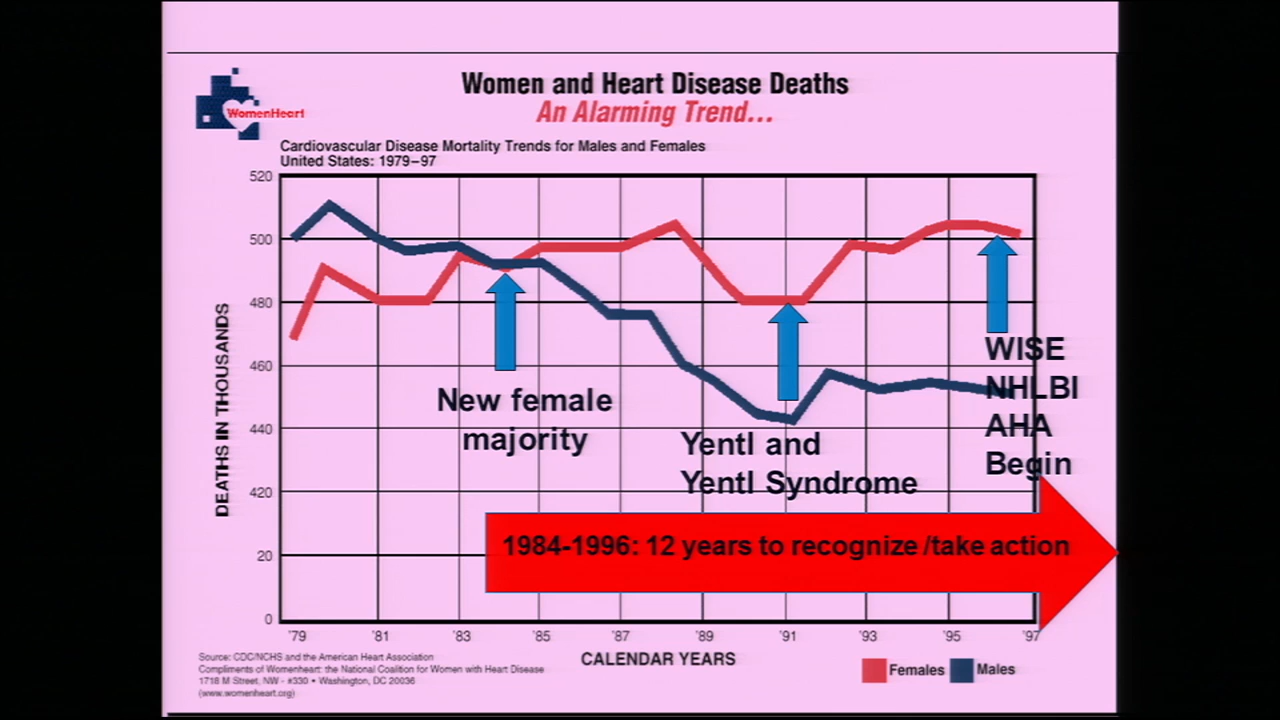 Women and Heart Disease Deaths
An Alarming Trend...
WomenHeart
Cardiovascular Disease Mortality Trends for Males and Females
United States: 1979–97
520
500
480
460
440
420
20
0
DEATHS IN THOUSANDS
New female
majority
Yentl and
Yentl Syndrome
WISE
NHLBI
AHA
Begin
1984-1996: 12 years to recognize /take action
'79
'81
'83
'85
'87
'89
'91
'93
'95
'97
CALENDAR YEARS
Females
Males
Source: CDC/NCHS and the American Heart Association
Compliments of Womenheart: the National Coalition for Women with Heart Disease
1718 M Street, NW - #330 • Washington, DC 20036
(www.womenheart.org)